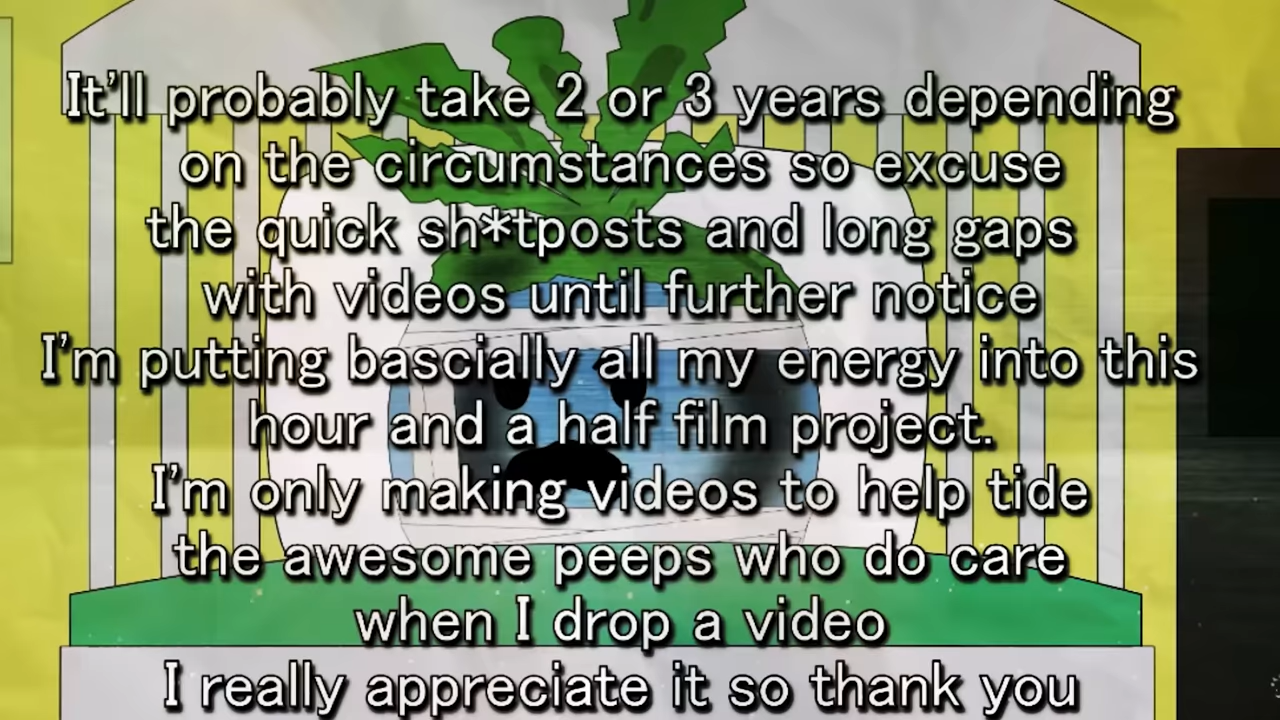 It'll probably take 2 or 3 years depending
on the circumstances so excuse
the quick sh*tposts and long gaps
with videos until further notice
I'm putting bascially all my energy into this
hour and a half film project.
I'm only making videos to help tide
the awesome peeps who do care
when I drop a video
I really appreciate it so thank you